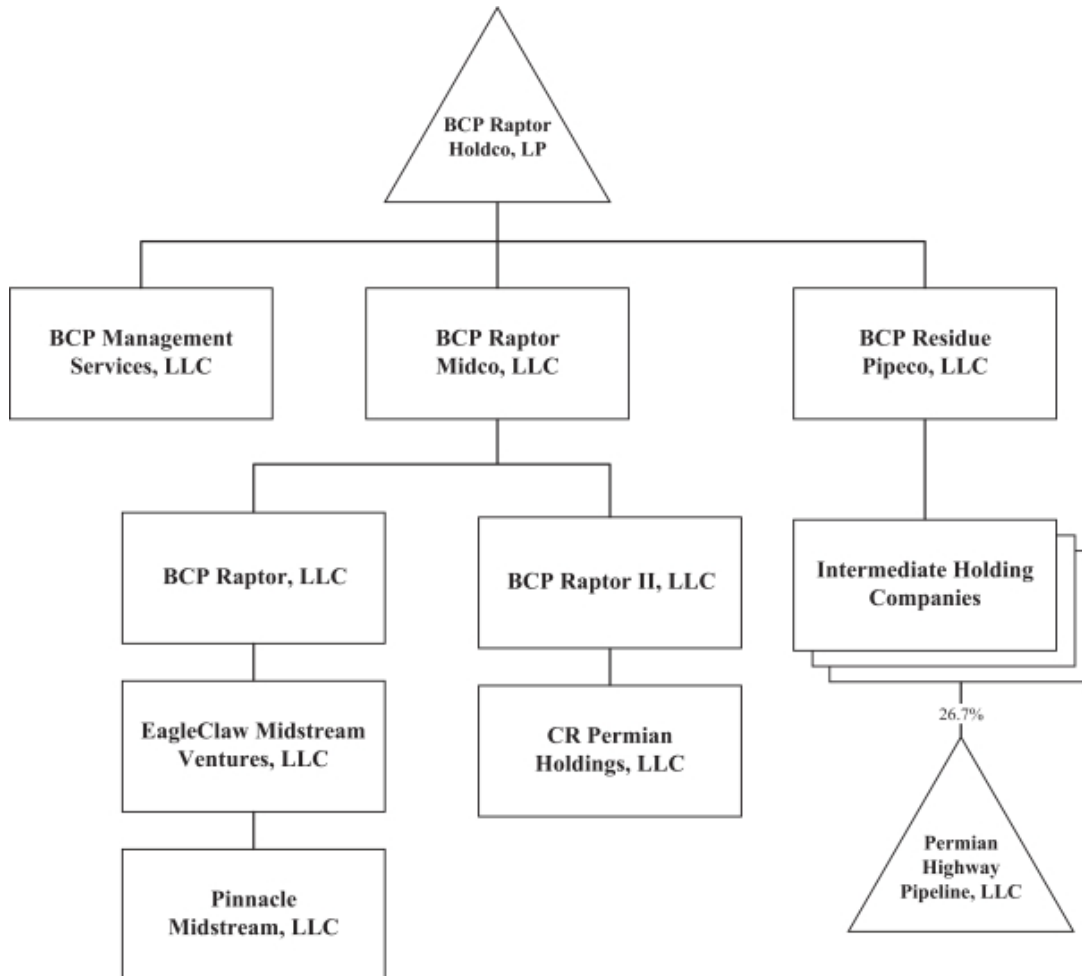 BCP Raptor
Holdco, LP
BCP Management
Services, LLC
BCP Raptor
Midco, LLC
BCP Residue
Pipeco, LLC
BCP Raptor, LLC
BCP Raptor II, LLC
Intermediate Holding
Companies
EagleClaw Midstream
Ventures, LLC
CR Permian
Holdings, LLC
26.7%
Permian
Highway
Pipeline, LLC
Pinnacle
Midstream, LLC